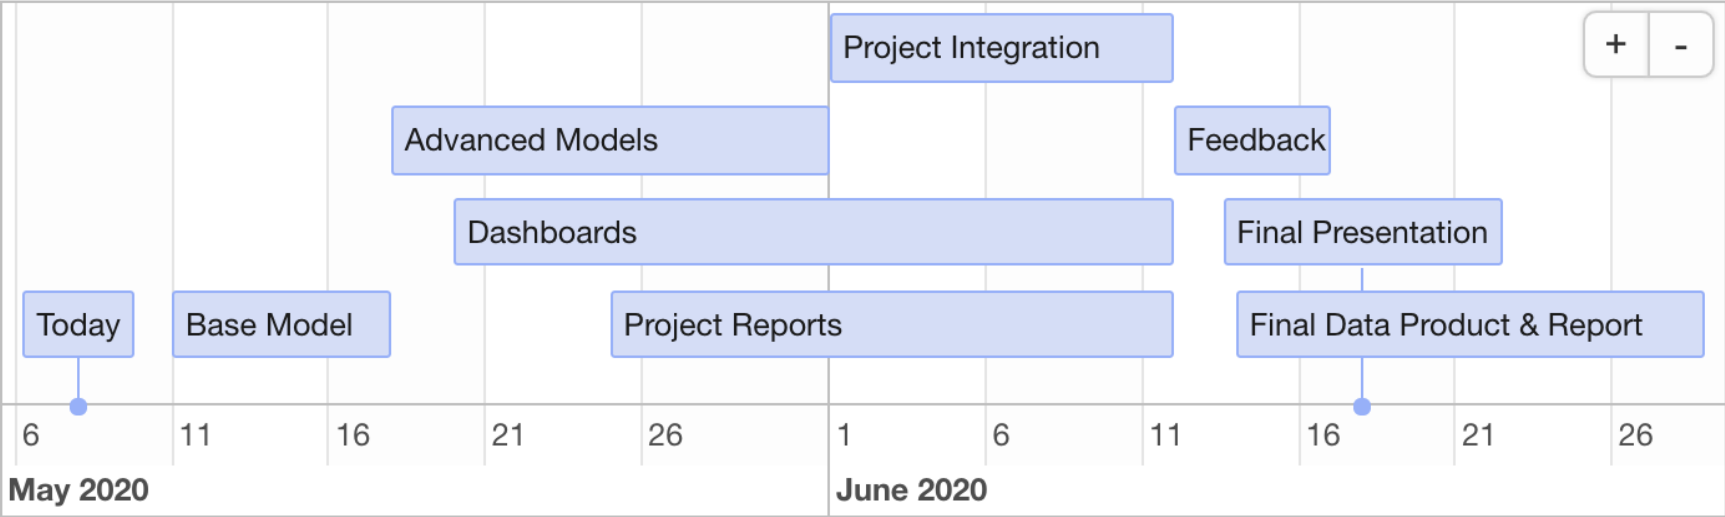 Project Integration
+ -
Advanced Models
Feedback
Dashboards
Final Presentation
Today
Base Model
Project Reports
Final Data Product & Report
6 11 16 21 26 1 6 11 16 21 26
May 2020 June 2020